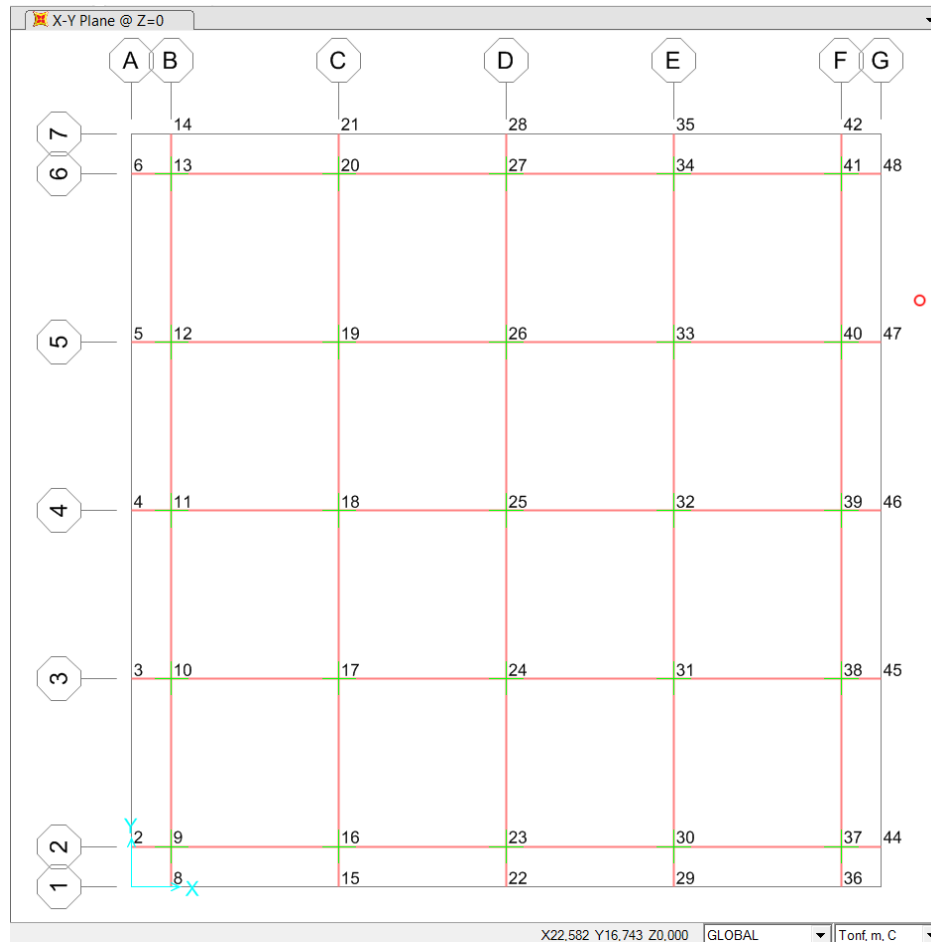 X-Y Plane @ Z=0
A B C D E F G
14 21 28 35 42
7
6 13 20 27 34 41 48
6
5 12 19 26 33 40 47
5
4 11 18 25 32 39 46
4
3 10 17 24 31 38 45
3
Y
2 9 16 23 30 37 44
2
8 X 15 22 29 36
1
X22,582 Y16,743 Z0,000 GLOBAL Tonf, m, C